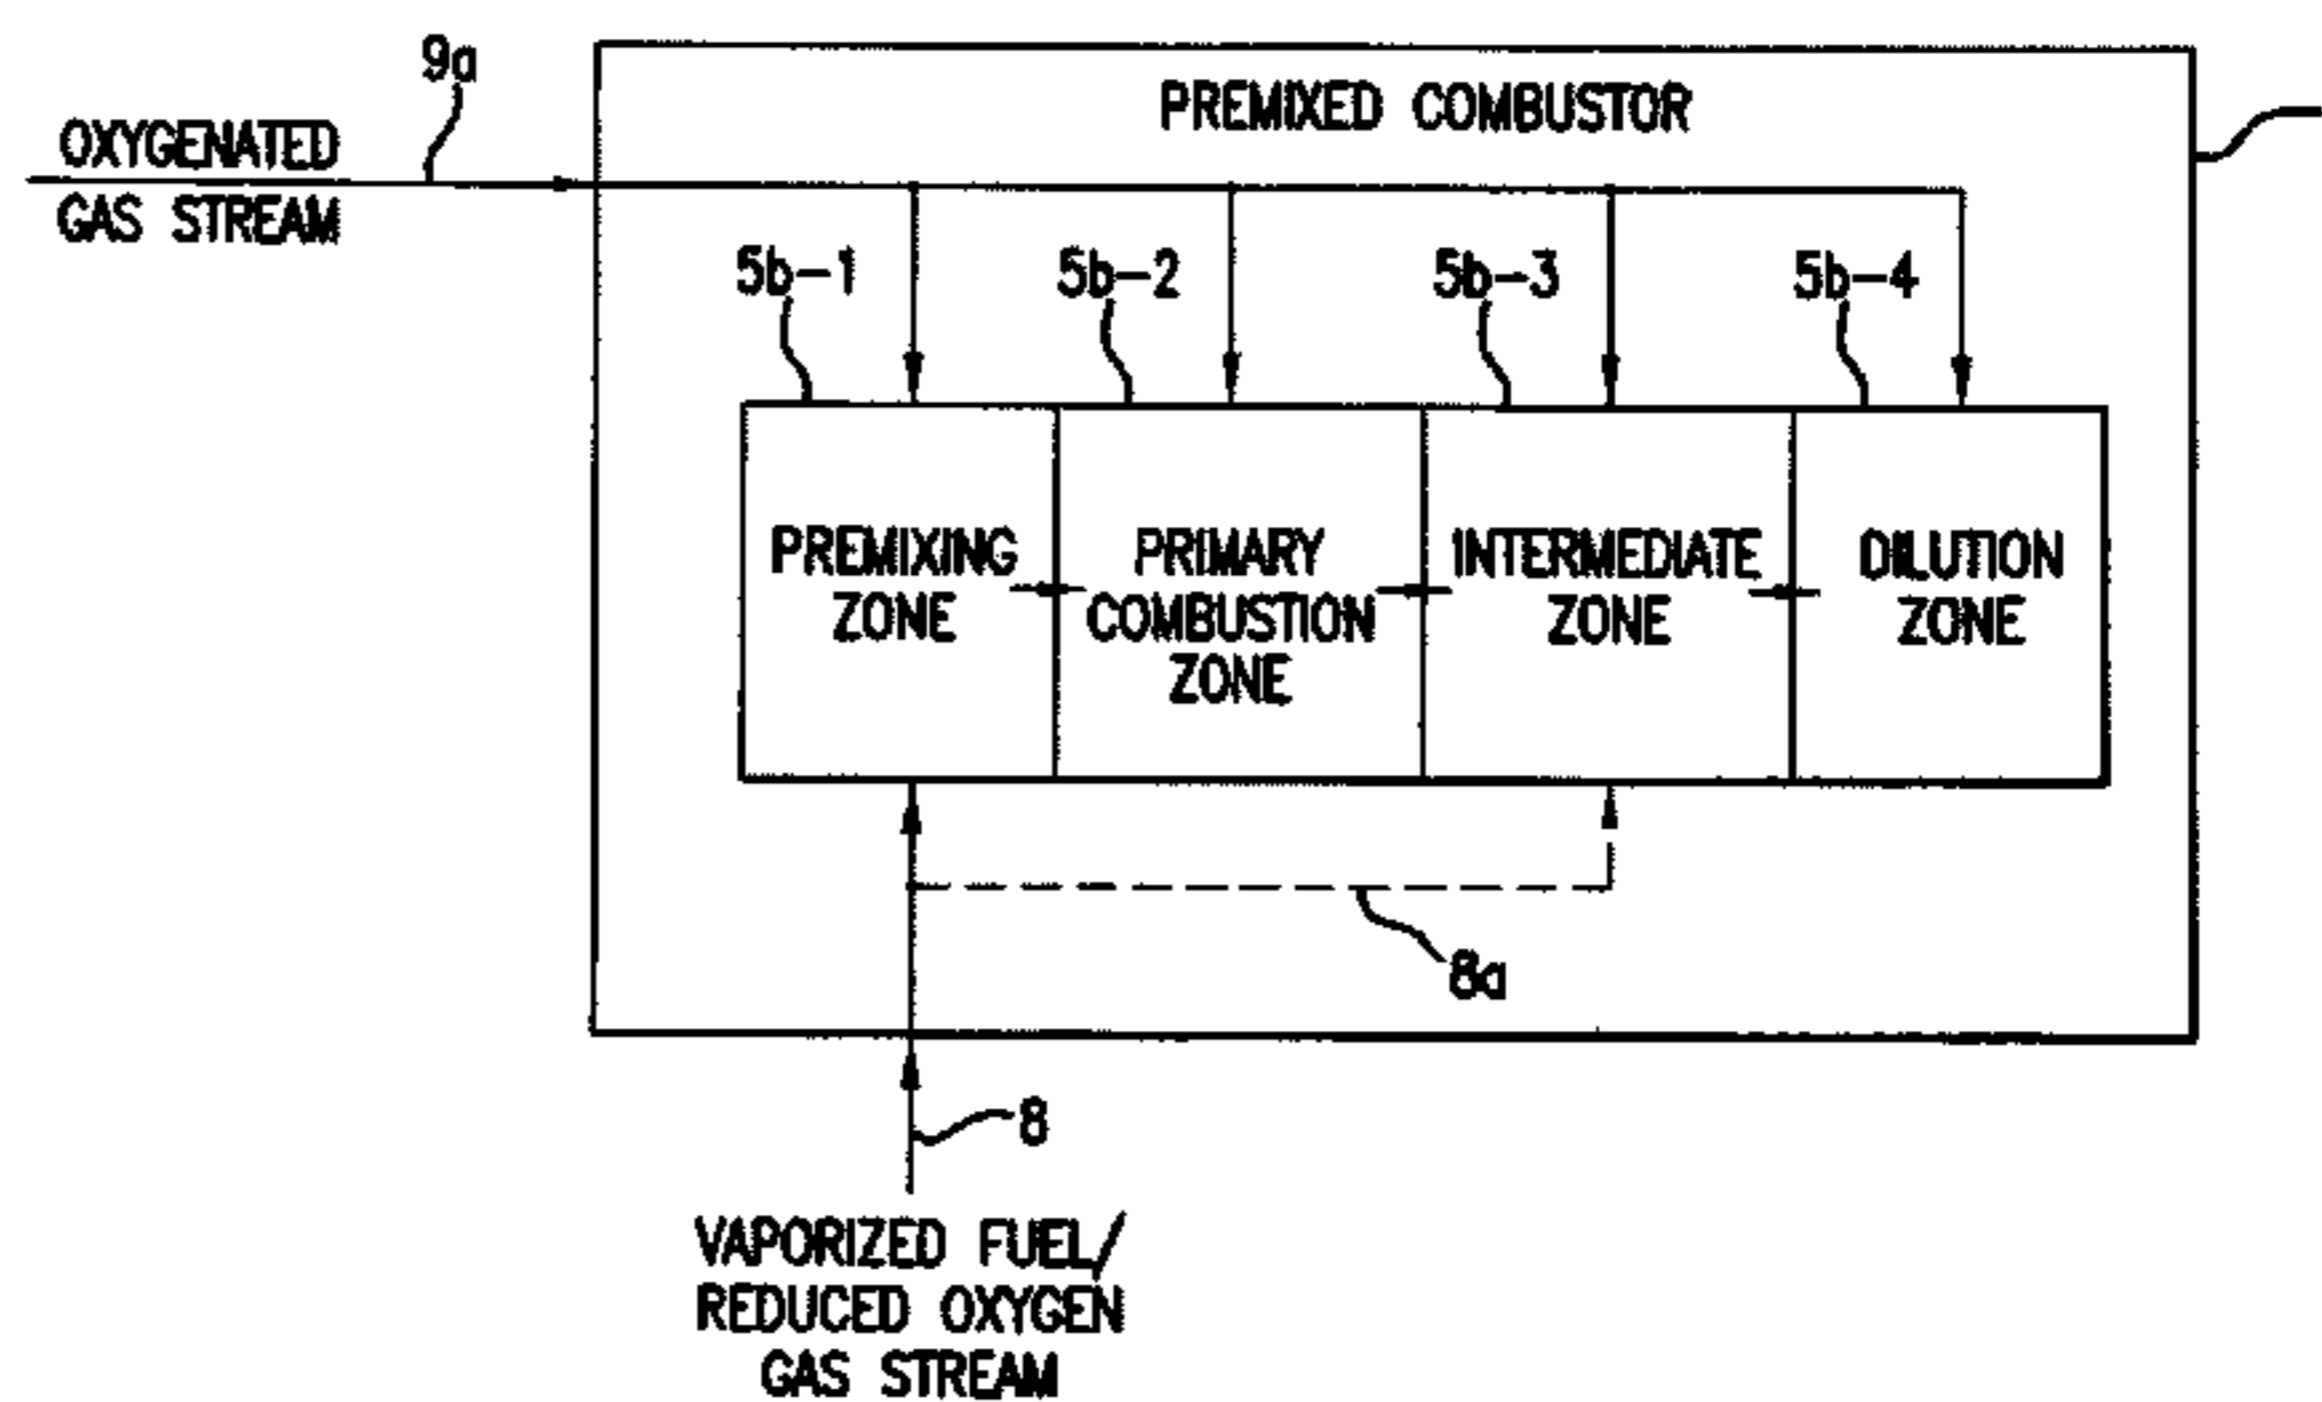 9a
PREMIXED COMBUSTOR
OXYGENATED
GAS STREAM
5b-1
5b-2
5b-3
5b-4
PREMIXING
ZONE
PRIMARY
COMBUSTION
ZONE
INTERMEDIATE
ZONE
DILUTION
ZONE
8a
8
VAPORIZED FUEL/
REDUCED OXYGEN
GAS STREAM